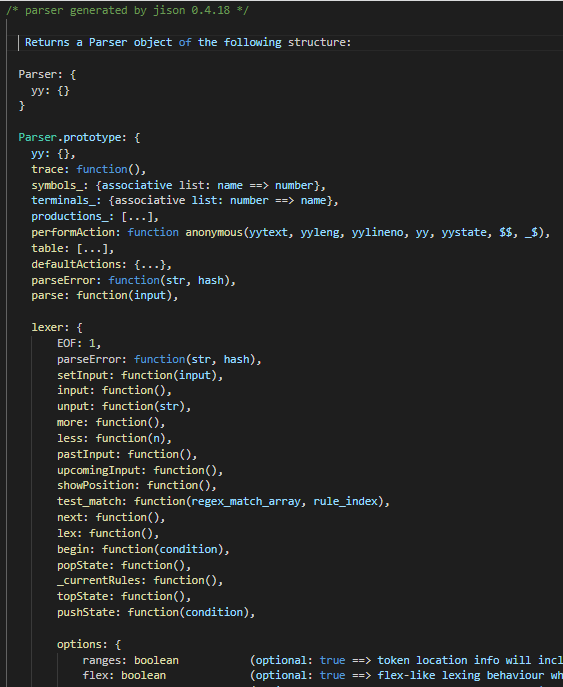 /* parser generated by jison 0.4.18 */
Returns a Parser object of the following structure:
Parser: {
yy: {}
}
Parser.prototype: {
yy: {},
trace: function(),
symbols_: {associative list: name ==> number},
terminals_: {associative list: number ==> name},
productions_: [...],
performAction: function anonymous(yytext, yyleng, yylineno, yy, yystate, $$, _$),
table: [...],
defaultActions: {...},
parseError: function(str, hash),
parse: function(input),
lexer: {
EOF: 1,
parseError: function(str, hash),
setInput: function(input),
input: function(),
unput: function(str),
more: function(),
less: function(n),
pastInput: function(),
upcomingInput: function(),
showPosition: function(),
test_match: function(regex_match_array, rule_index),
next: function(),
lex: function(),
begin: function(condition),
popState: function(),
_currentRules: function(),
topState: function(),
pushState: function(condition),
options: {
ranges: boolean (optional: true ==> token location info will incl
flex: boolean (optional: true ==> flex-like lexing behaviour wh